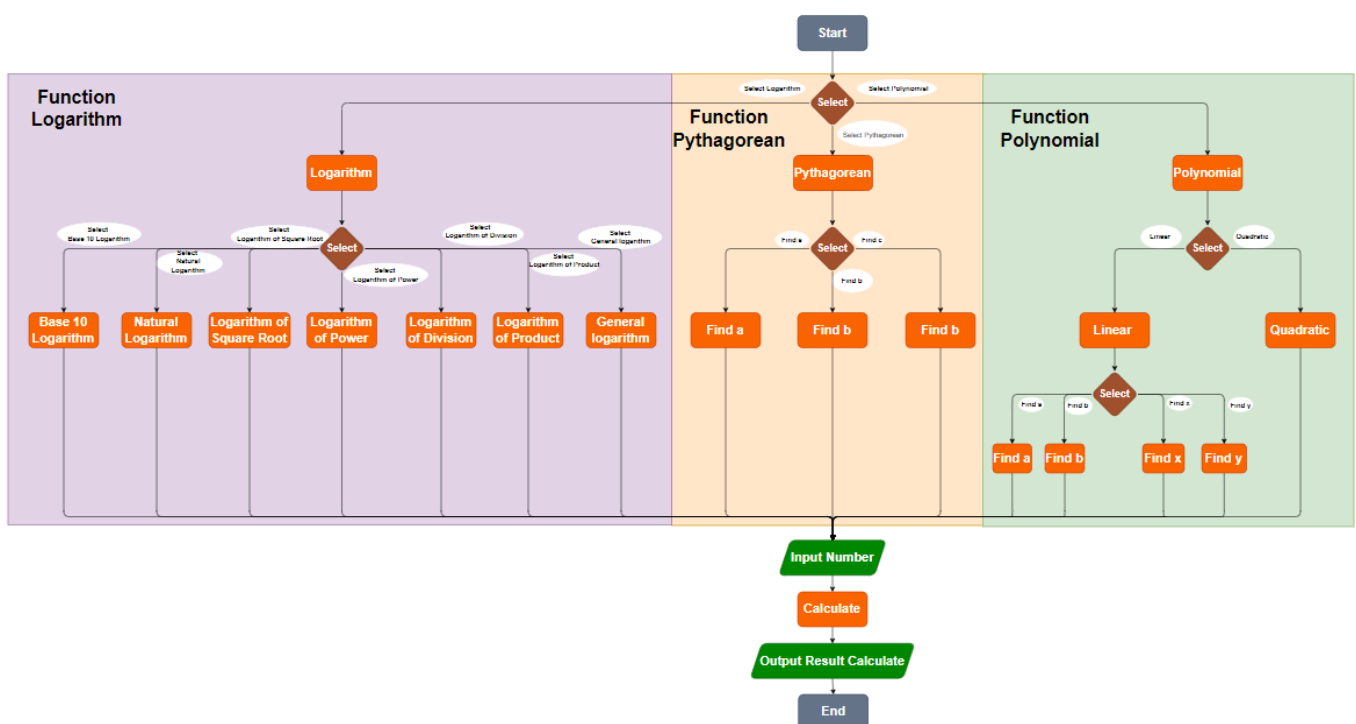 Start
Function
Logarithm
Function
Pythagorean
Function
Polynomial
Select Logarithm
Select
Select Polynomial
Select Pythagorean
Logarithm
Pythagorean
Polynomial
Select
Base 10 Logarithm
Select
Natural
Logarithm
Select
Logarithm of Square Root
Select
Select
Logarithm of Power
Select
Logarithm of Division
Select
Logarithm of Product
Select
General logarithm
Find a
Select
Find c
Find b
Linear
Select
Quadratic
Base 10
Logarithm
Natural
Logarithm
Logarithm of
Square Root
Logarithm
of Power
Logarithm
of Division
Logarithm
of Product
General
logarithm
Find a
Find b
Find b
Linear
Quadratic
Select
Find a
Find b
Find x
Find y
Find a
Find b
Find x
Find y
Input Number
Calculate
Output Result Calculate
End